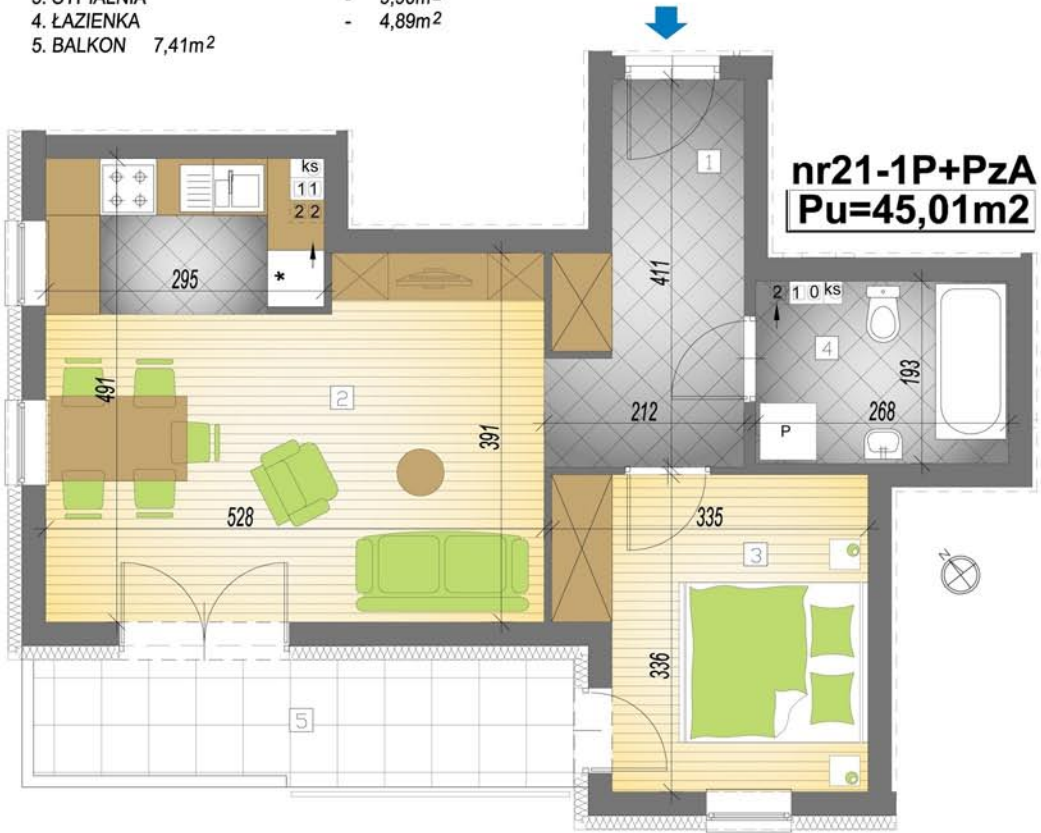 4. ŁAZIENKA - 4,89m²
5. BALKON 7,41m²
nr21-1P+PzA
Pu=45,01m2
1
ks
1 1
2 2
295
*
411
2 1 0 ks
4
193
268
P
491
2
391
212
528
335
3
N
336
5